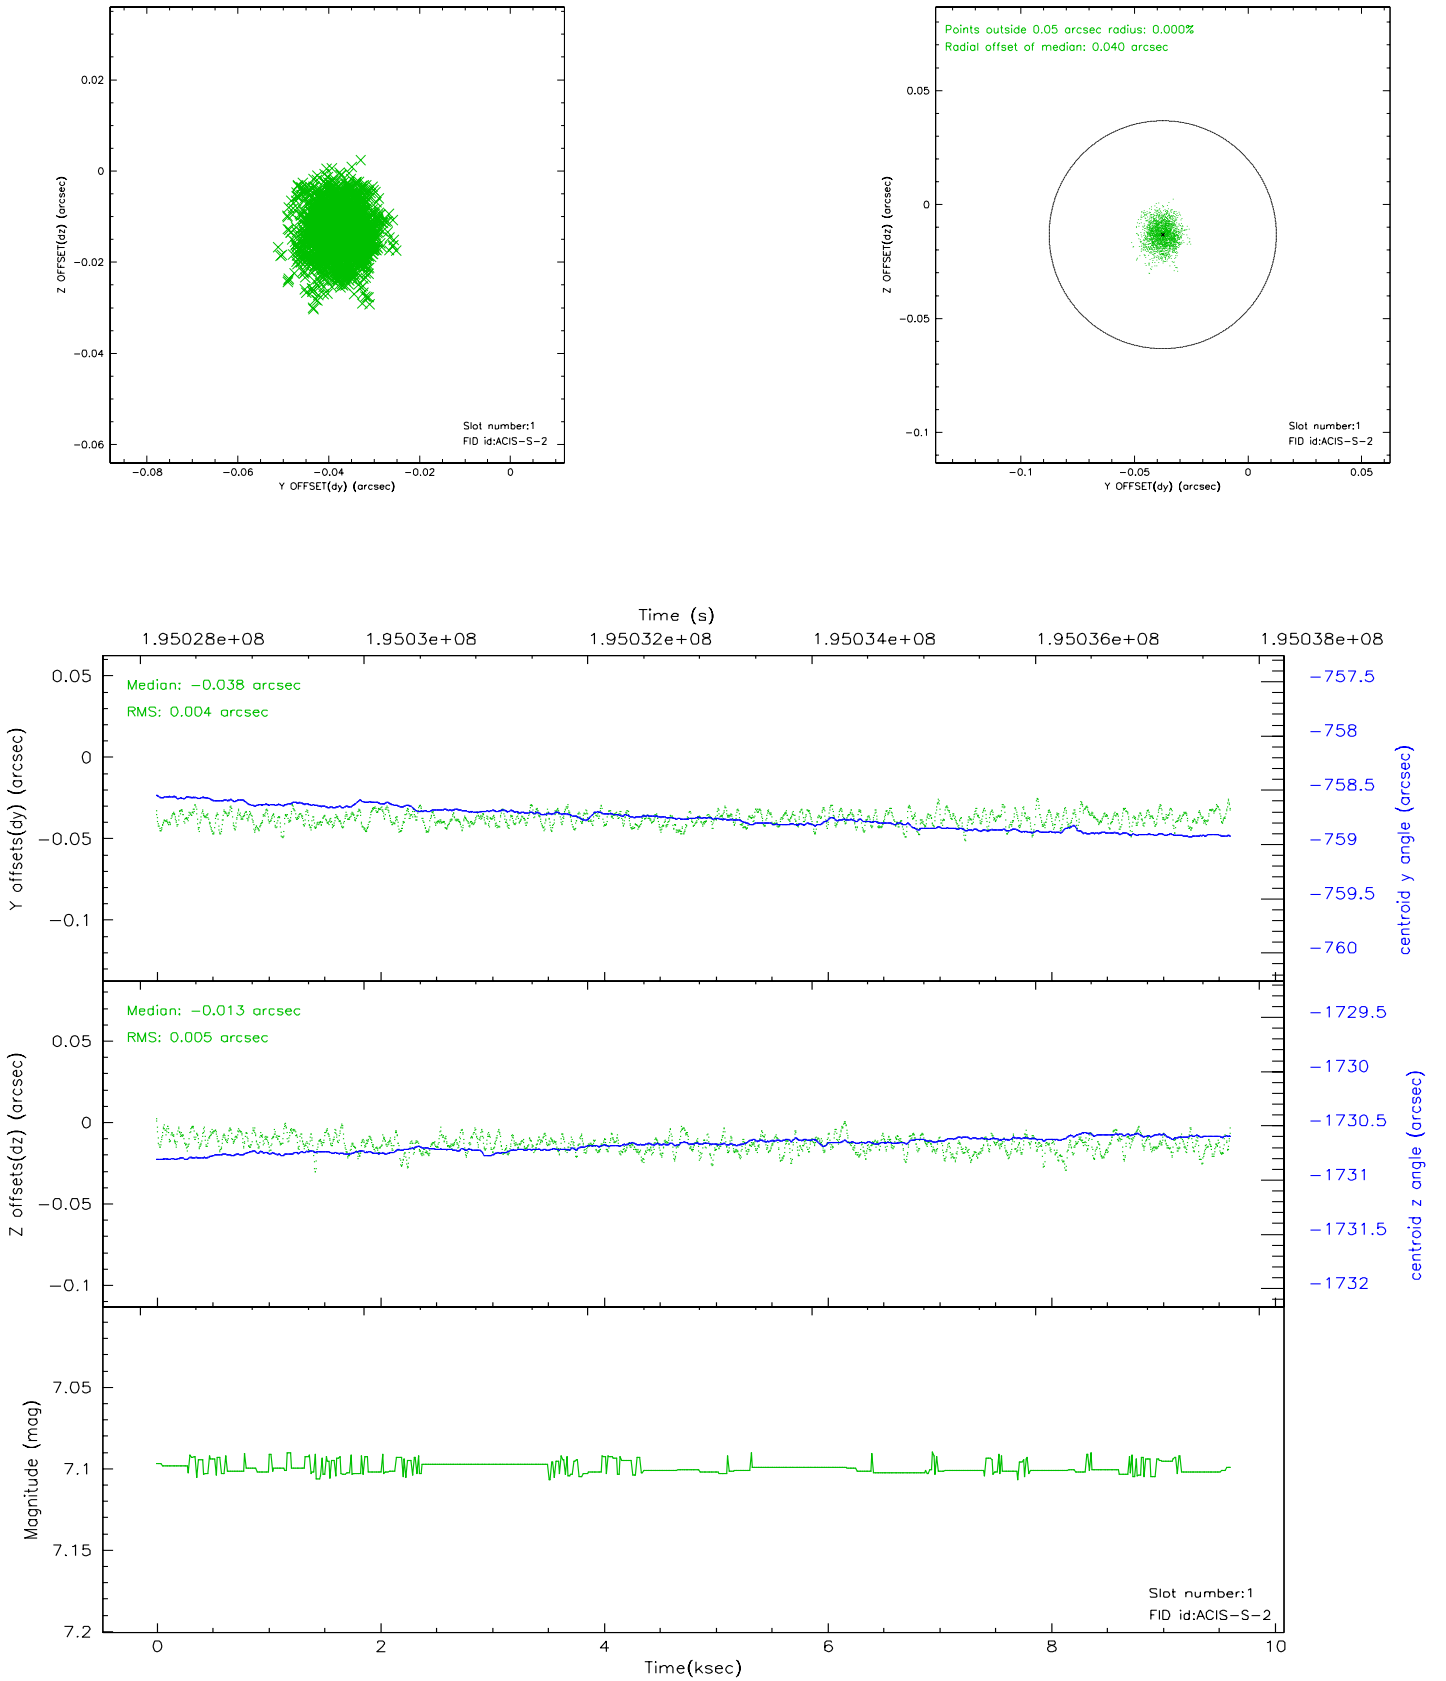 0.02
0
−0.02
−0.04
−0.06
Z OFFSET(dz) (arcsec)
Slot number:1
FID id:ACIS−S−2
−0.08
−0.06
−0.04
−0.02
0
Y OFFSET(dy) (arcsec)
Points outside 0.05 arcsec radius: 0.000%
Radial offset of median: 0.040 arcsec
0.05
0
−0.05
−0.1
Z OFFSET(dz) (arcsec)
Slot number:1
FID id:ACIS−S−2
−0.1
−0.05
0
0.05
Y OFFSET(dy) (arcsec)
Time (s)
1.95028e+08
1.9503e+08
1.95032e+08
1.95034e+08
1.95036e+08
1.95038e+08
Median: −0.038 arcsec
RMS: 0.004 arcsec
0.05
0
−0.05
−0.1
Y offsets(dy) (arcsec)
−757.5
−758
−758.5
−759
−759.5
−760
centroid y angle (arcsec)
Median: −0.013 arcsec
RMS: 0.005 arcsec
0.05
0
−0.05
−0.1
Z offsets(dz) (arcsec)
−1729.5
−1730
−1730.5
−1731
−1731.5
−1732
centroid z angle (arcsec)
7.05
7.1
7.15
7.2
Magnitude (mag)
Slot number:1
FID id:ACIS−S−2
0
2
4
6
8
10
Time(ksec)